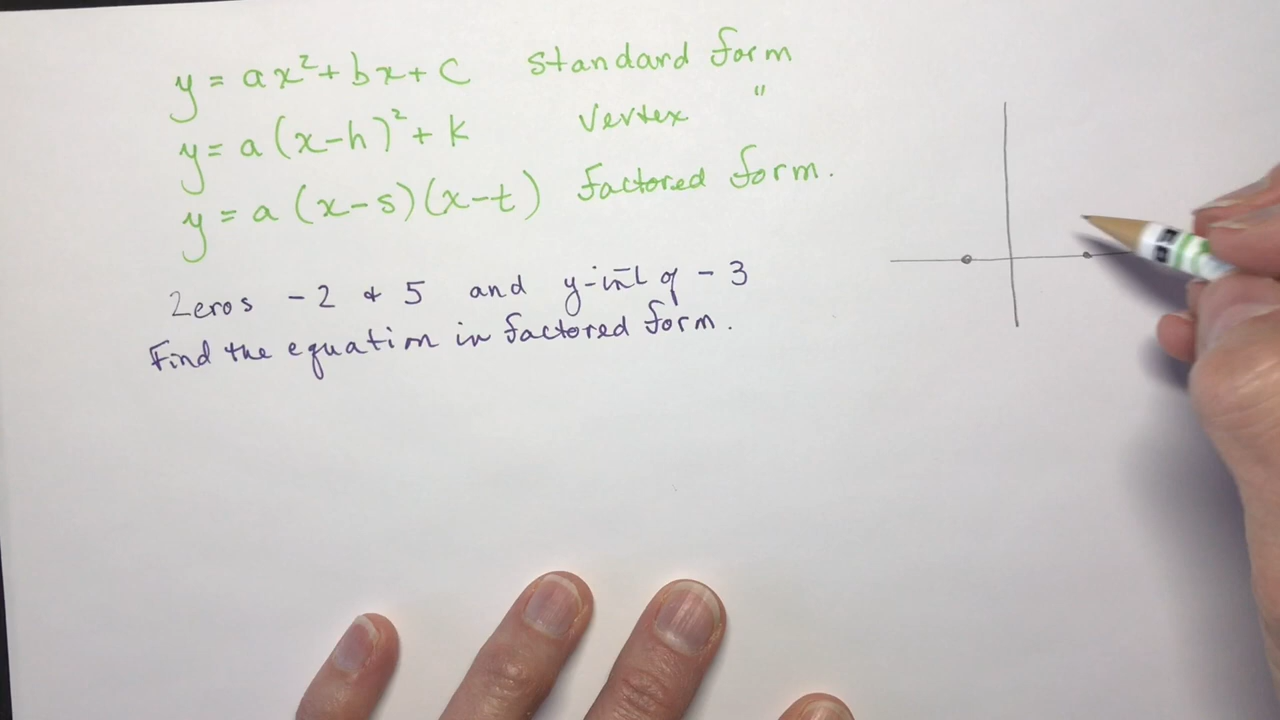 y = ax² + bx + c standard form
y = a(x-h)² + k vertex "
y = a(x-s)(x-t) factored form.
Zeros -2 & 5 and y-int of -3
Find the equation in factored form.